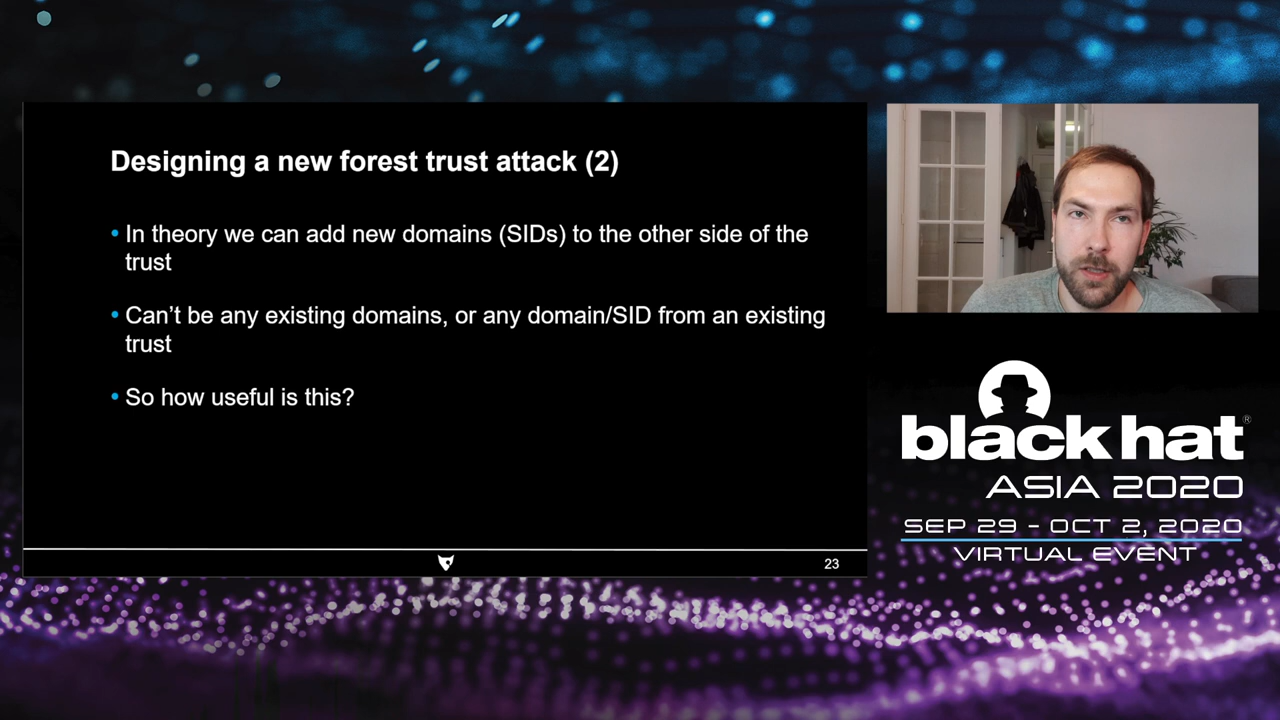 Designing a new forest trust attack (2)
• In theory we can add new domains (SIDs) to the other side of the
trust
• Can’t be any existing domains, or any domain/SID from an existing
trust
• So how useful is this?
23
black hat®
ASIA 2020
SEP 29 - OCT 2, 2020
VIRTUAL EVENT